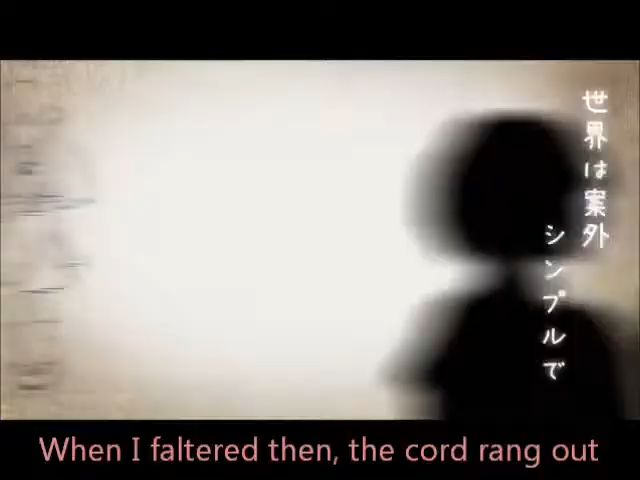 世界は案外
シンプルで
When I faltered then, the cord rang out